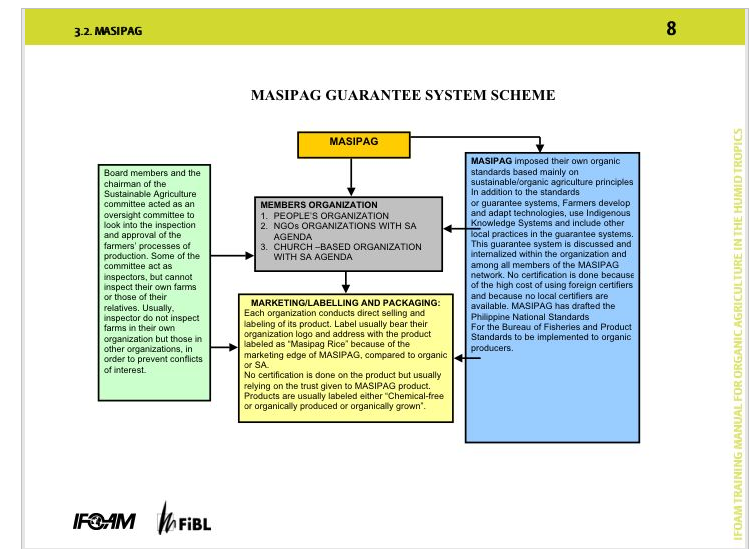 3.2. MASIPAG
8
MASIPAG GUARANTEE SYSTEM SCHEME
MASIPAG
Board members and the
chairman of the
Sustainable Agriculture
committee acted as an
oversight committee to
look into the inspection
and approval of the
farmers' processes of
production. Some of the
committee act as
inspectors, but cannot
inspect their own farms
or those of their
relatives. Usually,
inspector do not inspect
farms in their own
organization but those in
other organizations, in
order to prevent conflicts
of interest.
MEMBERS ORGANIZATION
1. PEOPLE'S ORGANIZATION
2. NGOs ORGANIZATIONS WITH SA
AGENDA
3. CHURCH –BASED ORGANIZATION
WITH SA AGENDA
MARKETING/LABELLING AND PACKAGING:
Each organization conducts direct selling and
labeling of its product. Label usually bear their
organization logo and address with the product
labeled as "Masipag Rice" because of the
marketing edge of MASIPAG, compared to organic
or SA.
No certification is done on the product but usually
relying on the trust given to MASIPAG product.
Products are usually labeled either "Chemical-free
or organically produced or organically grown".
MASIPAG imposed their own organic
standards based mainly on
sustainable/organic agriculture principles
In addition to the standards
or guarantee systems, Farmers develop
and adapt technologies, use Indigenous
Knowledge Systems and include other
local practices in the guarantee systems.
This guarantee system is discussed and
internalized within the organization and
among all members of the MASIPAG
network. No certification is done because
of the high cost of using foreign certifiers
and because no local certifiers are
available. MASIPAG has drafted the
Philippine National Standards
For the Bureau of Fisheries and Product
Standards to be implemented to organic
producers.
IFOAM TRAINING MANUAL FOR ORGANIC AGRICULTURE IN THE HUMID TROPICS
IFOAM
FiBL